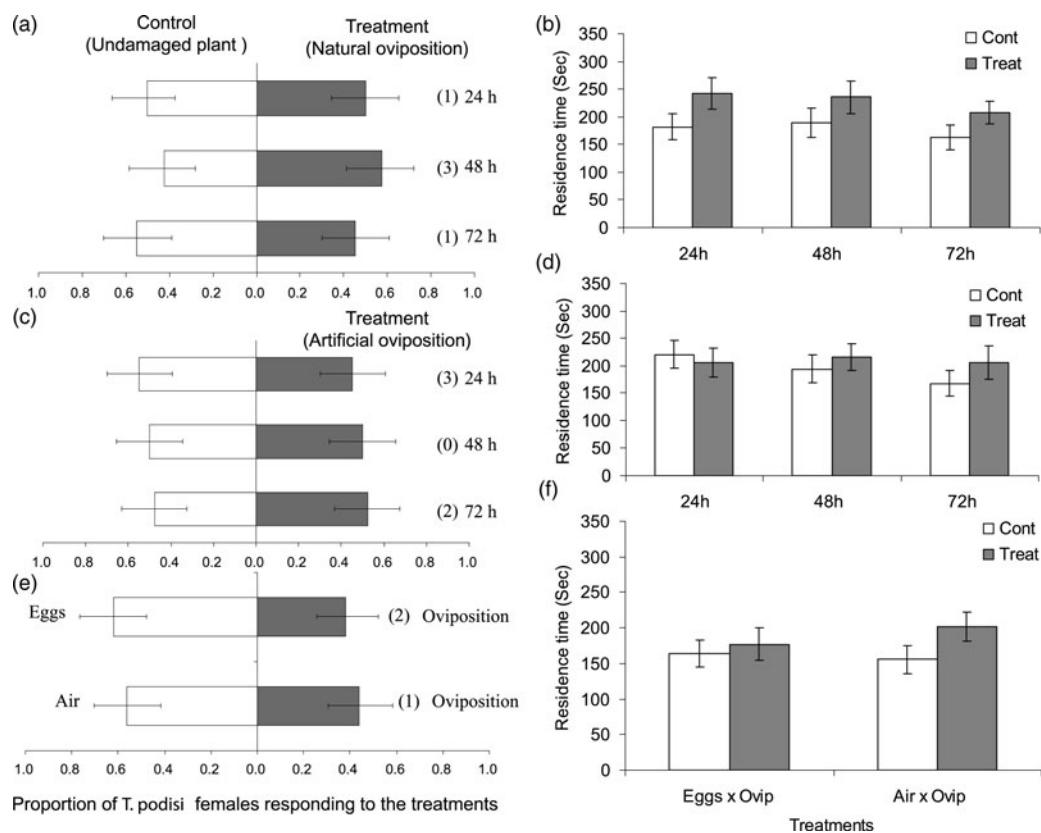 (a)
Control
(Undamaged plant )
Treatment
(Natural oviposition)
(1) 24 h
(3) 48 h
(1) 72 h
1.0 0.8 0.6 0.4 0.2 0.0 0.2 0.4 0.6 0.8 1.0
(b)
Residence time (Sec)
350
300
250
200
150
100
50
0
Cont
Treat
24h 48h 72h
(c)
Treatment
(Artificial oviposition)
(3) 24 h
(0) 48 h
(2) 72 h
1.0 0.8 0.6 0.4 0.2 0.0 0.2 0.4 0.6 0.8 1.0
(d)
Residence time (Sec)
350
300
250
200
150
100
50
0
Cont
Treat
24h 48h 72h
(e)
Eggs (2) Oviposition
Air (1) Oviposition
1.0 0.8 0.6 0.4 0.2 0.0 0.2 0.4 0.6 0.8 1.0
Proportion of T. podisi females responding to the treatments
(f)
Residence time (Sec)
350
300
250
200
150
100
50
0
Cont
Treat
Eggs x Ovip Air x Ovip
Treatments